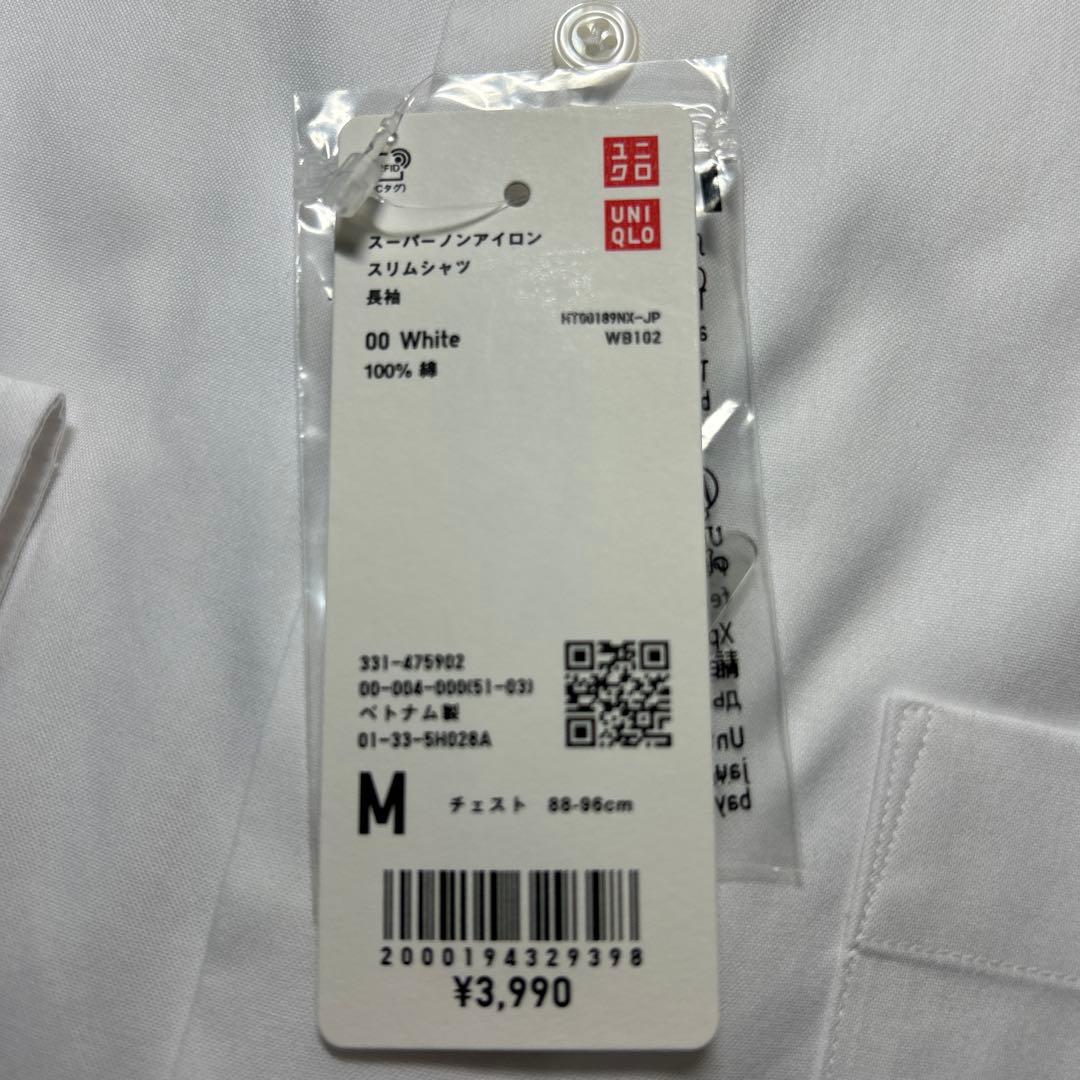 ユニ
クロ
UNI
QLO
スーパーノンアイロン
スリムシャツ
長袖
HT00189NX-JP
WB102
00 White
100% 綿
331-475902
00-004-000(51-03)
ベトナム製
01-33-5H028A
M チェスト 88-96cm
2000194329398
¥3,990